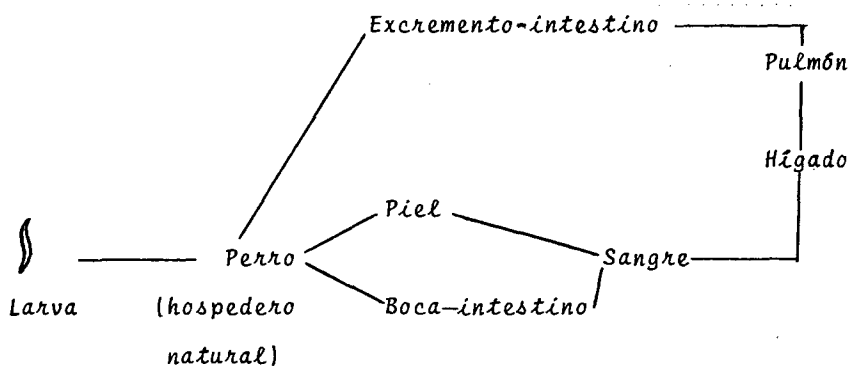 Excremento-intestino
Pulmón
Hígado
Piel
Perro
Sangre
Larva
(hospedero
Boca-intestino
natural)